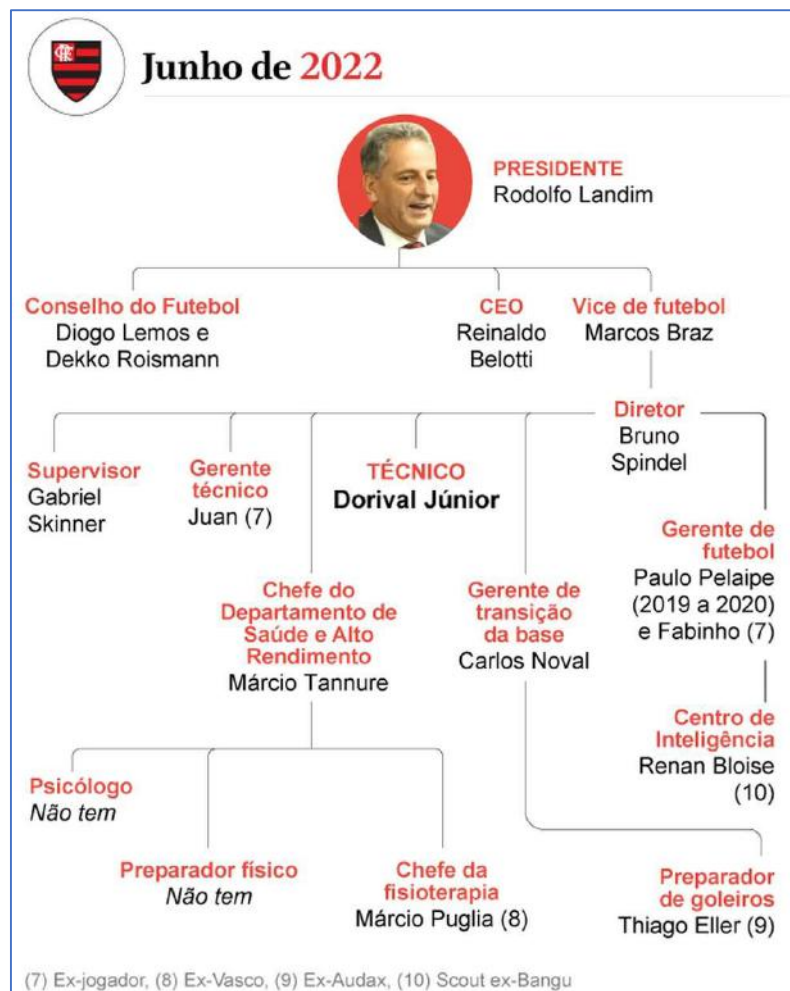 Junho de 2022
PRESIDENTE
Rodolfo Landim
Conselho do Futebol
Diogo Lemos e
Dekko Roismann
CEO
Reinaldo
Belotti
Vice de futebol
Marcos Braz
Diretor
Bruno
Spindel
Supervisor
Gabriel
Skinner
Gerente
técnico
Juan (7)
TÉCNICO
Dorival Júnior
Gerente de
futebol
Paulo Pelaipe
(2019 a 2020)
e Fabinho (7)
Chefe do
Departamento de
Saúde e Alto
Rendimento
Márcio Tannure
Gerente de
transição
da base
Carlos Noval
Centro de
Inteligência
Renan Bloise
(10)
Psicólogo
Não tem
Preparador físico
Não tem
Chefe da
fisioterapia
Márcio Puglia (8)
Preparador
de goleiros
Thiago Eller (9)
(7) Ex-jogador, (8) Ex-Vasco, (9) Ex-Audax, (10) Scout ex-Bangu